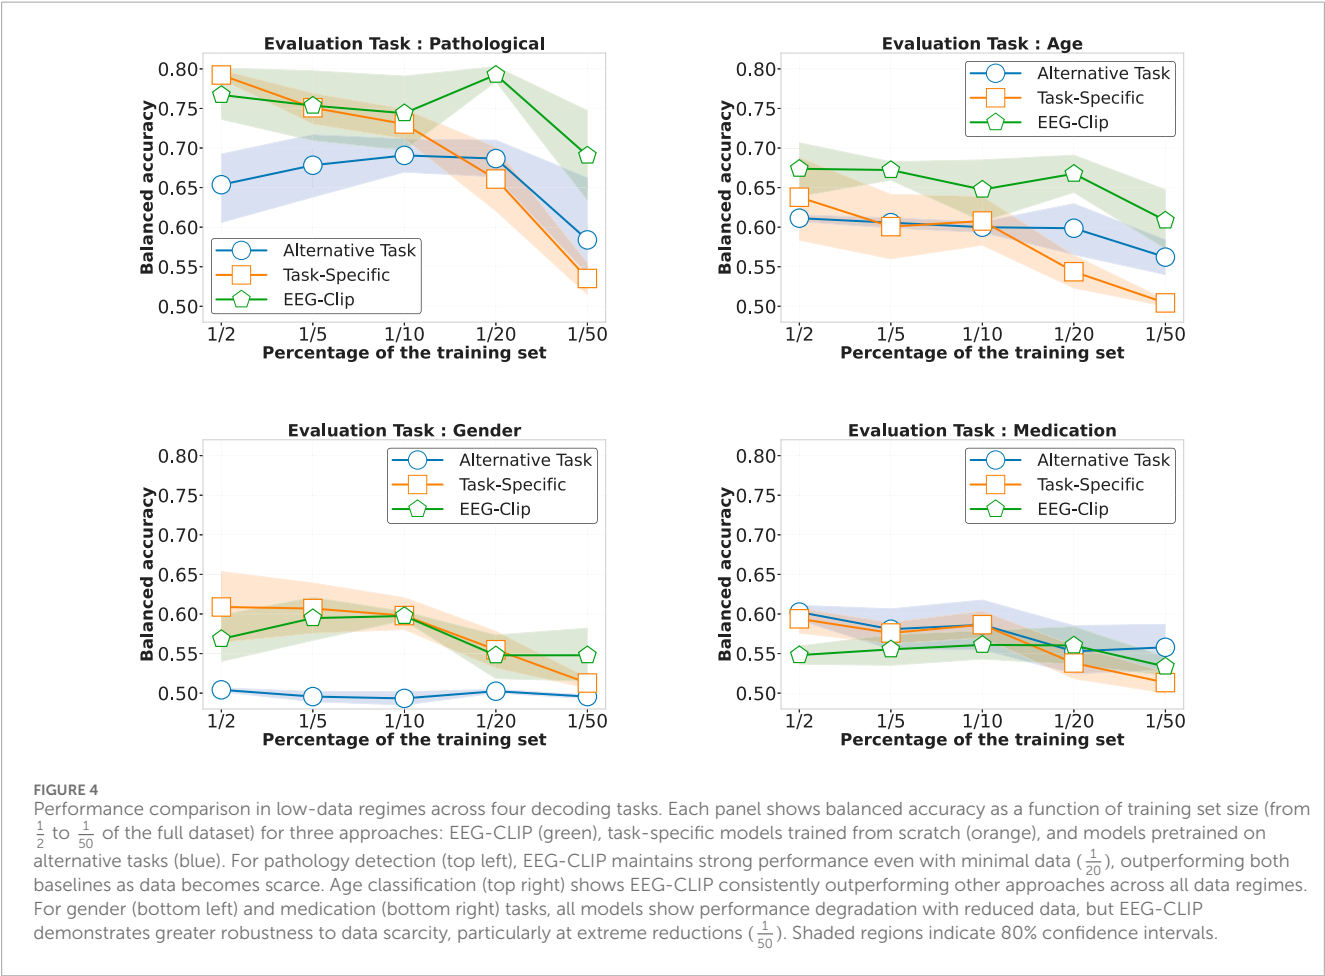 Evaluation Task : Pathological
Balanced accuracy
0.80
0.75
0.70
0.65
0.60
0.55
0.50
Alternative Task
Task-Specific
EEG-Clip
1/2 1/5 1/10 1/20 1/50
Percentage of the training set
Evaluation Task : Age
Balanced accuracy
0.80
0.75
0.70
0.65
0.60
0.55
0.50
Alternative Task
Task-Specific
EEG-Clip
1/2 1/5 1/10 1/20 1/50
Percentage of the training set
Evaluation Task : Gender
Balanced accuracy
0.80
0.75
0.70
0.65
0.60
0.55
0.50
Alternative Task
Task-Specific
EEG-Clip
1/2 1/5 1/10 1/20 1/50
Percentage of the training set
Evaluation Task : Medication
Balanced accuracy
0.80
0.75
0.70
0.65
0.60
0.55
0.50
Alternative Task
Task-Specific
EEG-Clip
1/2 1/5 1/10 1/20 1/50
Percentage of the training set
FIGURE 4
Performance comparison in low-data regimes across four decoding tasks. Each panel shows balanced accuracy as a function of training set size (from
1/2 to 1/50 of the full dataset) for three approaches: EEG-CLIP (green), task-specific models trained from scratch (orange), and models pretrained on
alternative tasks (blue). For pathology detection (top left), EEG-CLIP maintains strong performance even with minimal data (1/20), outperforming both
baselines as data becomes scarce. Age classification (top right) shows EEG-CLIP consistently outperforming other approaches across all data regimes.
For gender (bottom left) and medication (bottom right) tasks, all models show performance degradation with reduced data, but EEG-CLIP
demonstrates greater robustness to data scarcity, particularly at extreme reductions (1/50). Shaded regions indicate 80% confidence intervals.